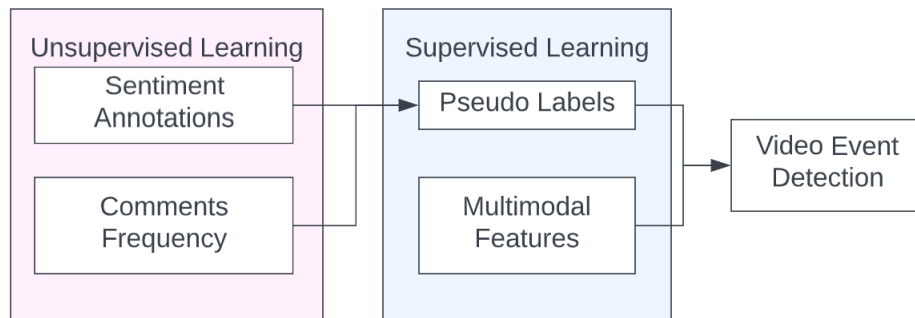 Unsupervised Learning
Sentiment
Annotations
Comments
Frequency
Supervised Learning
Pseudo Labels
Multimodal
Features
Video Event
Detection